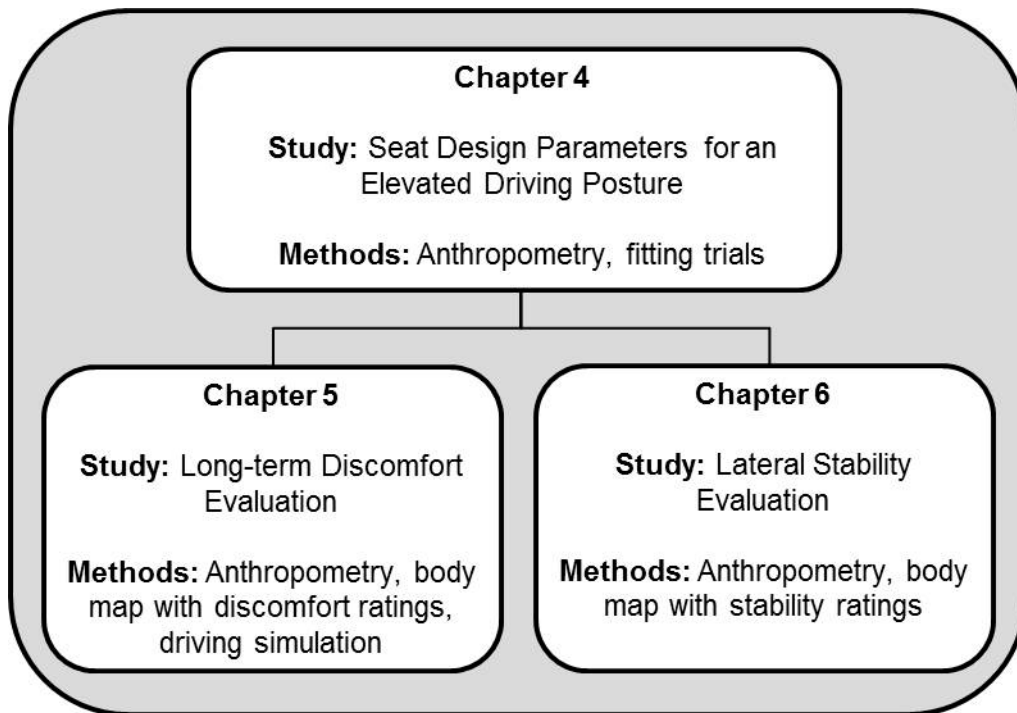 Chapter 4
Study: Seat Design Parameters for an
Elevated Driving Posture
Methods: Anthropometry, fitting trials
Chapter 5
Study: Long-term Discomfort
Evaluation
Methods: Anthropometry, body
map with discomfort ratings,
driving simulation
Chapter 6
Study: Lateral Stability
Evaluation
Methods: Anthropometry, body
map with stability ratings